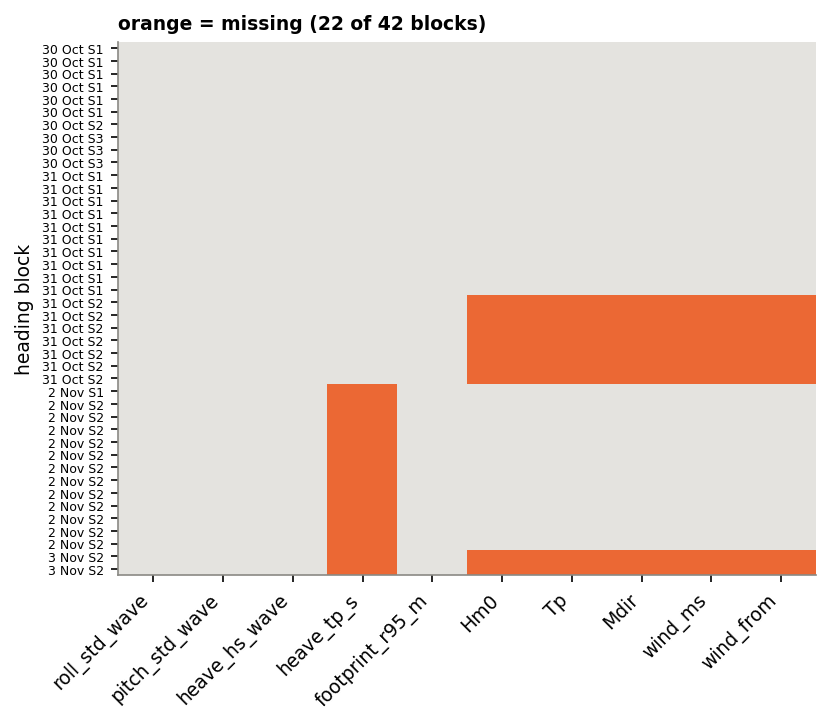 orange = missing (22 of 42 blocks)
30 Oct S1
30 Oct S1
30 Oct S1
30 Oct S1
30 Oct S1
30 Oct S1
30 Oct S2
30 Oct S3
30 Oct S3
30 Oct S3
31 Oct S1
31 Oct S1
31 Oct S1
31 Oct S1
31 Oct S1
31 Oct S1
31 Oct S1
31 Oct S1
31 Oct S1
31 Oct S1
31 Oct S2
31 Oct S2
31 Oct S2
31 Oct S2
31 Oct S2
31 Oct S2
31 Oct S2
2 Nov S1
2 Nov S2
2 Nov S2
2 Nov S2
2 Nov S2
2 Nov S2
2 Nov S2
2 Nov S2
2 Nov S2
2 Nov S2
2 Nov S2
2 Nov S2
2 Nov S2
3 Nov S2
3 Nov S2
heading block
roll_std_wave
pitch_std_wave
heave_hs_wave
heave_tp_s
footprint_r95_m
Hm0
Tp
Mdir
wind_ms
wind_from